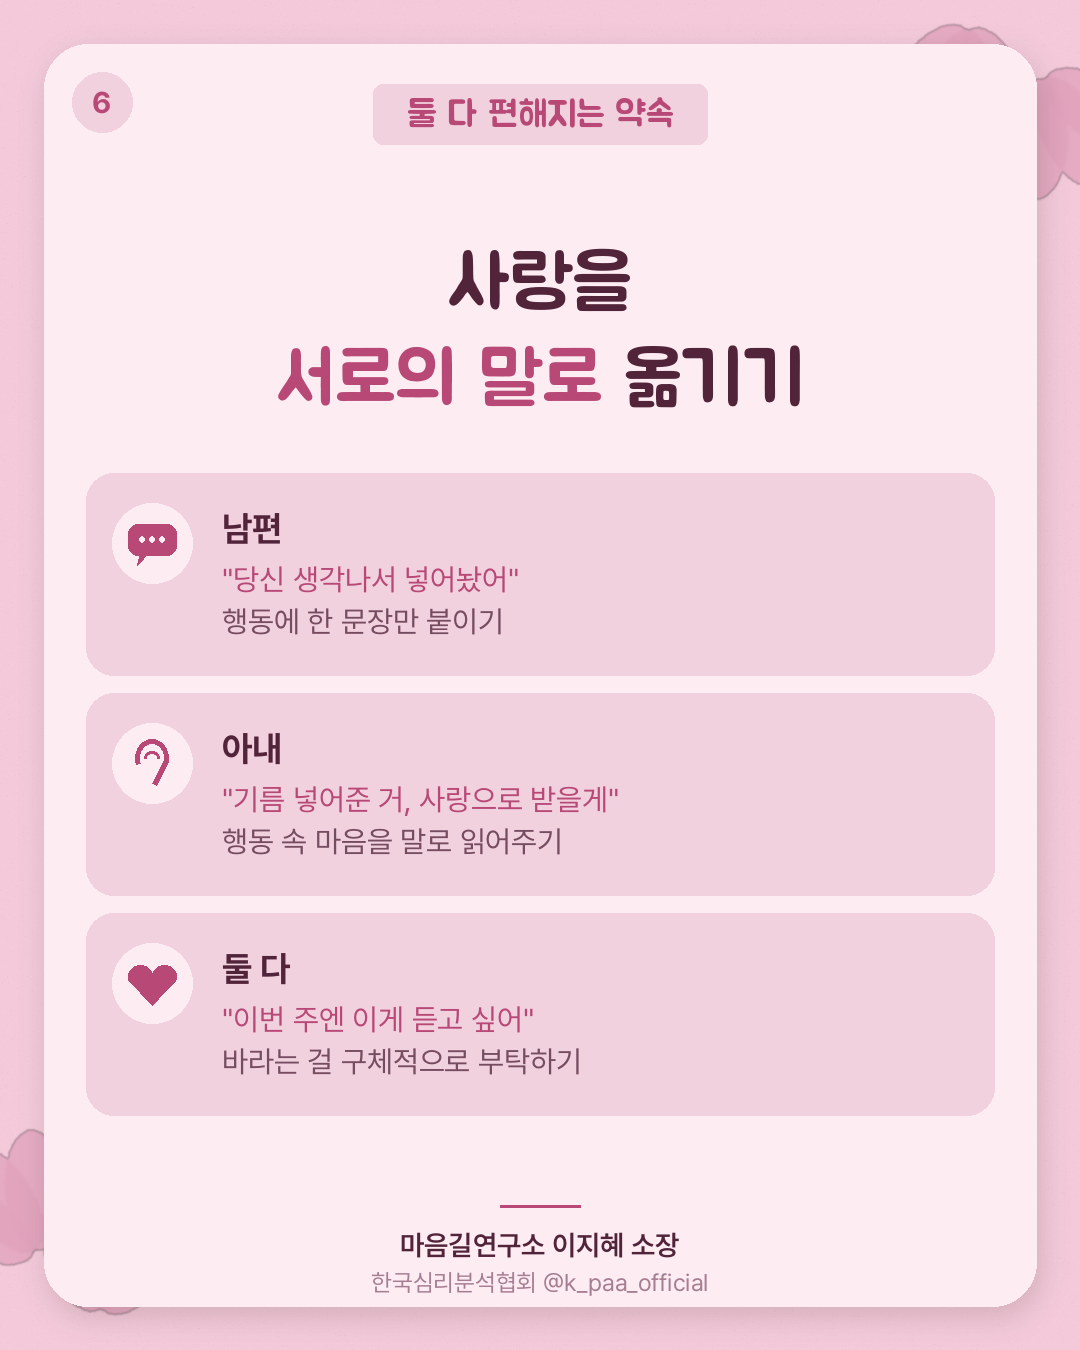 6
둘 다 편해지는 약속
사랑을
서로의 말로 옮기기
남편
"당신 생각나서 넣어놨어"
행동에 한 문장만 붙이기
아내
"기름 넣어준 거, 사랑으로 받을게"
행동 속 마음을 말로 읽어주기
둘 다
"이번 주엔 이게 듣고 싶어"
바라는 걸 구체적으로 부탁하기
마음길연구소 이지혜 소장
한국심리분석협회 @k_paa_official